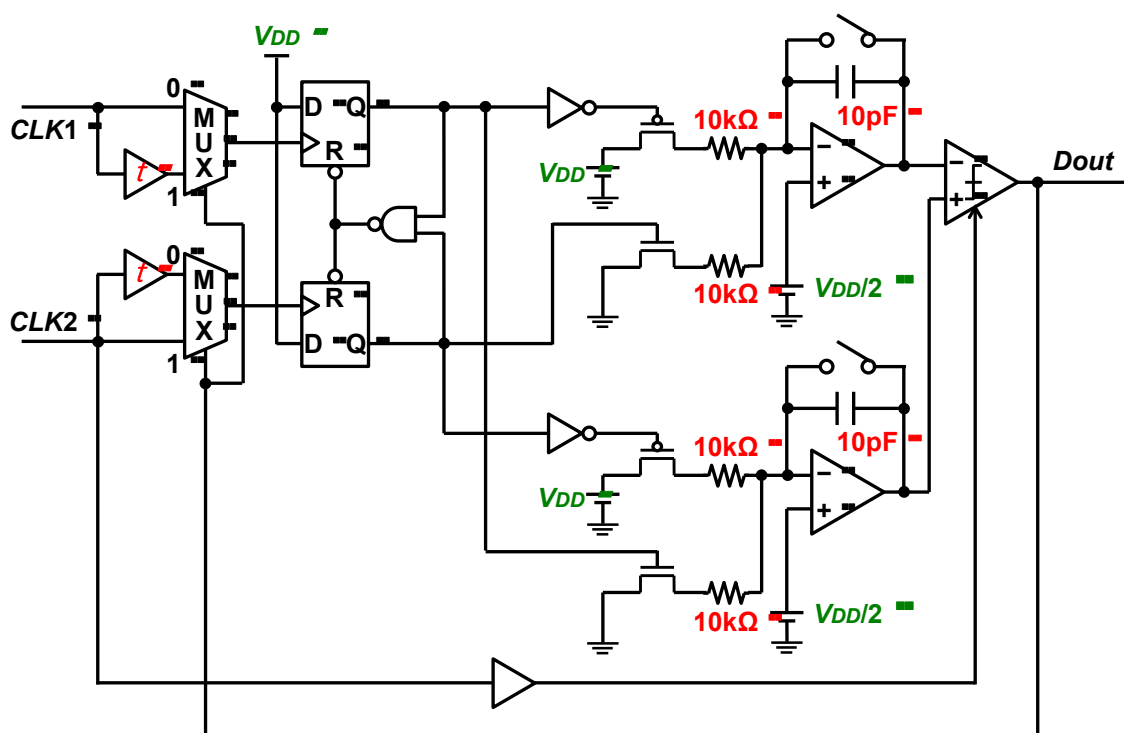 VDD
0
CLK1
MUX
t
1
D
Q
R
10kΩ
10pF
VDD
−
+
10kΩ
VDD/2
−
+
Dout
0
t
MUX
CLK2
1
R
D
Q
10kΩ
10pF
VDD
−
+
10kΩ
VDD/2